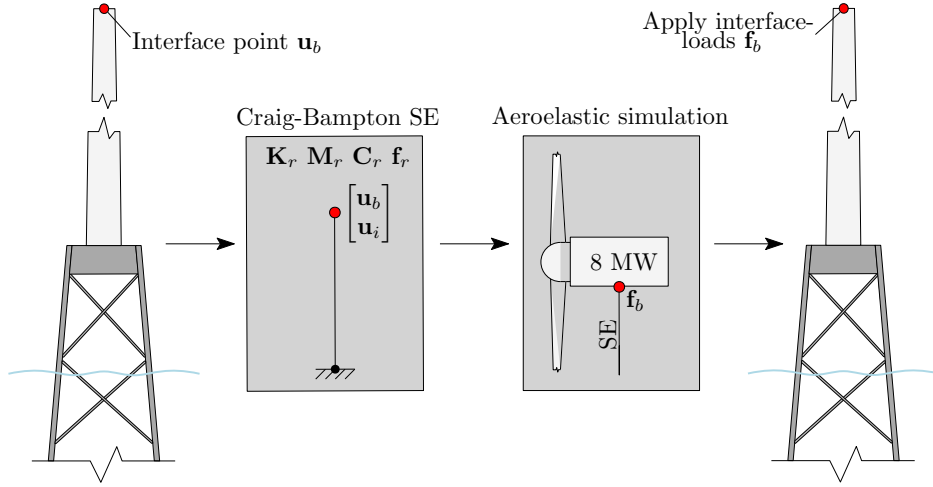 Interface point u_b
Craig-Bampton SE
K_r M_r C_r f_r
[u_b
u_i]
Aeroelastic simulation
8 MW
f_b
SE
Apply interface-
loads f_b